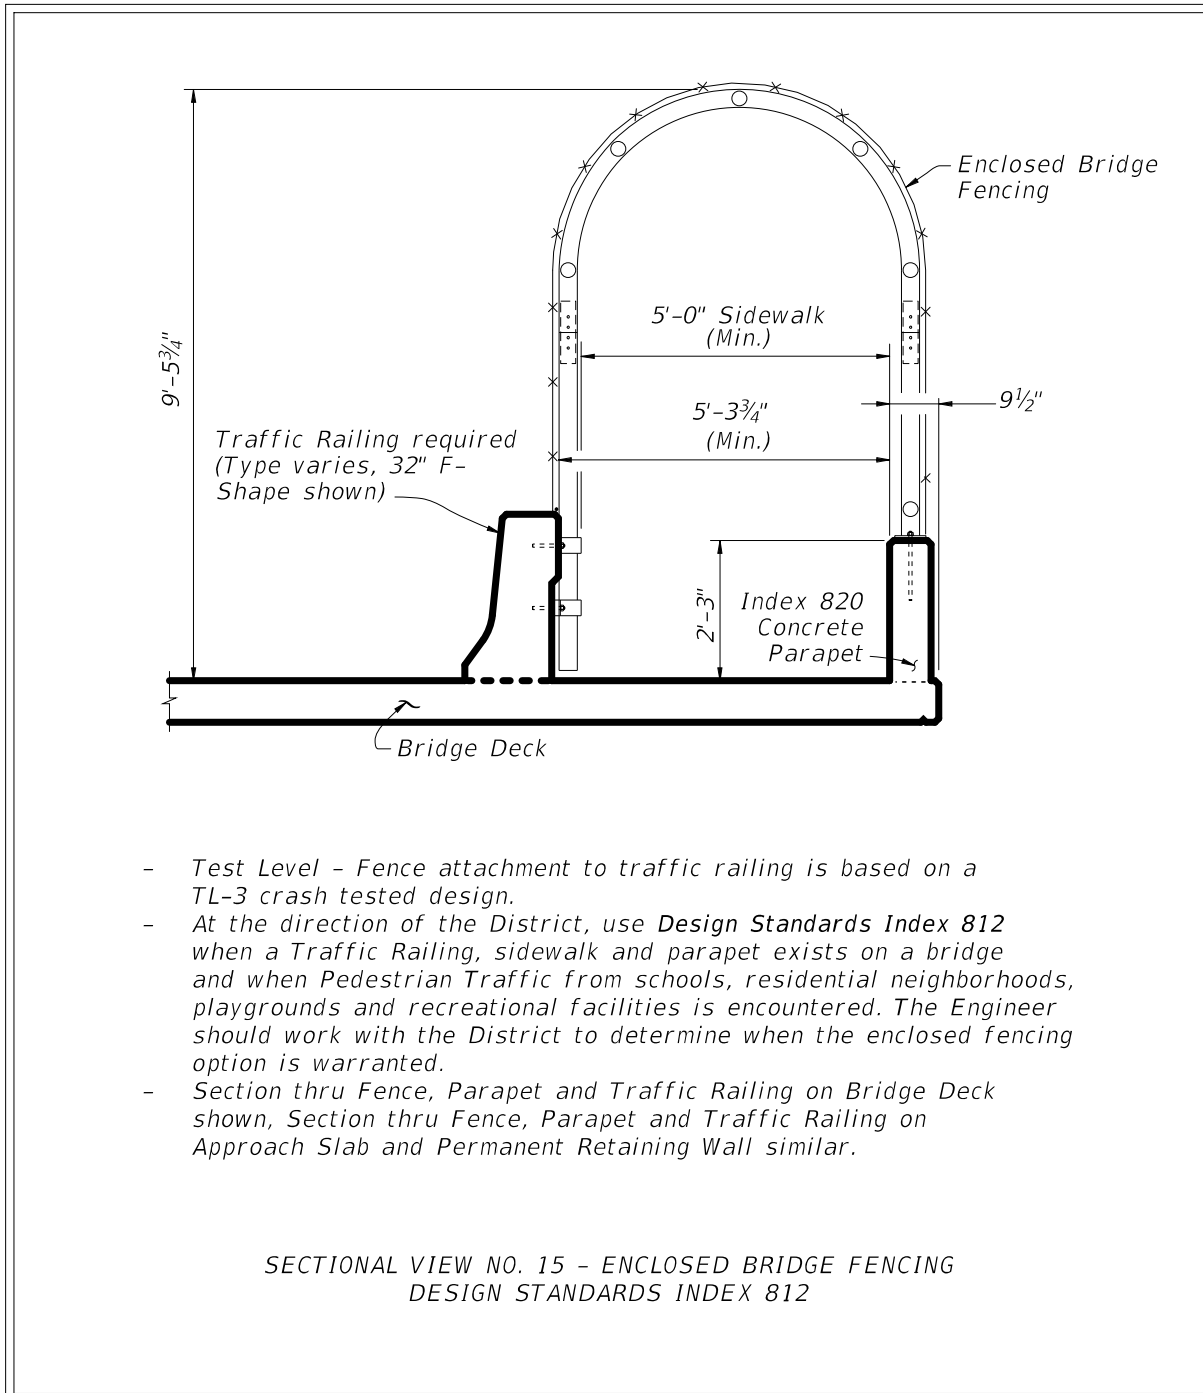 Enclosed Bridge
Fencing
5'-0" Sidewalk
(Min.)
9'-5¾"
5'-3¾"
(Min.)
9½"
Traffic Railing required
(Type varies, 32" F-
Shape shown)
2'-3"
Index 820
Concrete
Parapet
Bridge Deck
- Test Level - Fence attachment to traffic railing is based on a
TL-3 crash tested design.
- At the direction of the District, use Design Standards Index 812
when a Traffic Railing, sidewalk and parapet exists on a bridge
and when Pedestrian Traffic from schools, residential neighborhoods,
playgrounds and recreational facilities is encountered. The Engineer
should work with the District to determine when the enclosed fencing
option is warranted.
- Section thru Fence, Parapet and Traffic Railing on Bridge Deck
shown, Section thru Fence, Parapet and Traffic Railing on
Approach Slab and Permanent Retaining Wall similar.
SECTIONAL VIEW NO. 15 - ENCLOSED BRIDGE FENCING
DESIGN STANDARDS INDEX 812